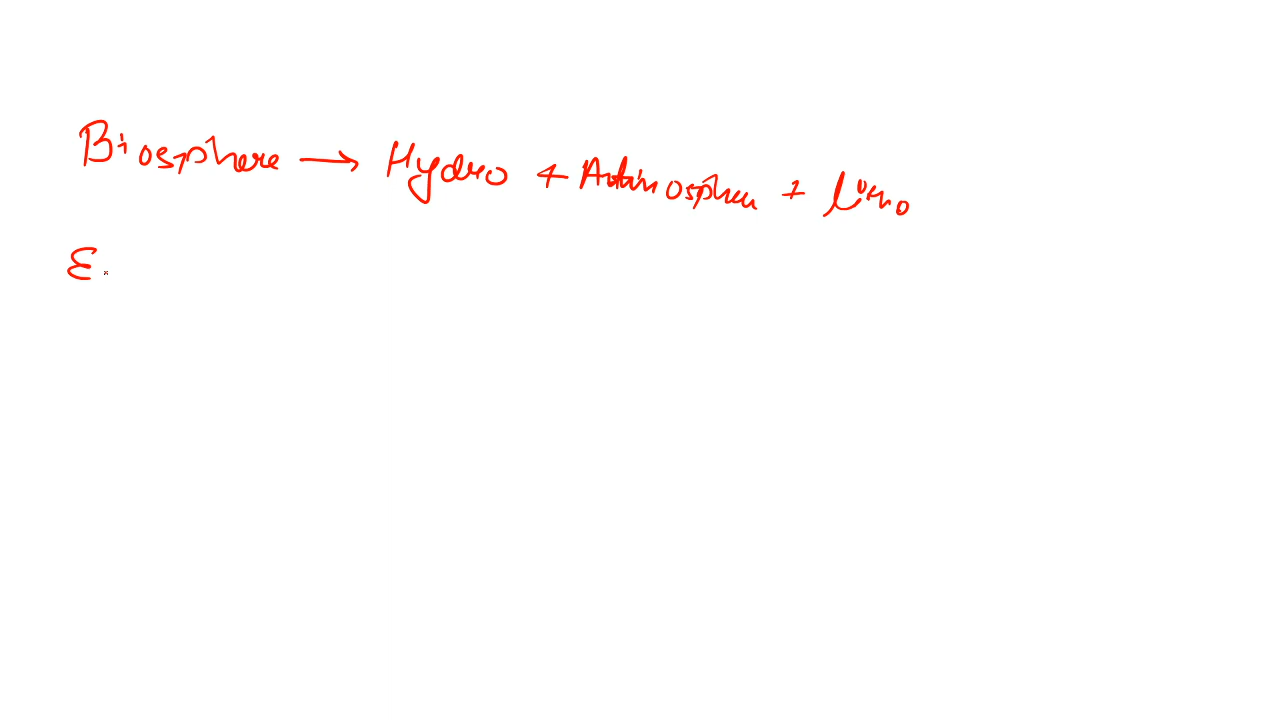 Biosphere → Hydro + Atmosphere + Litho
E